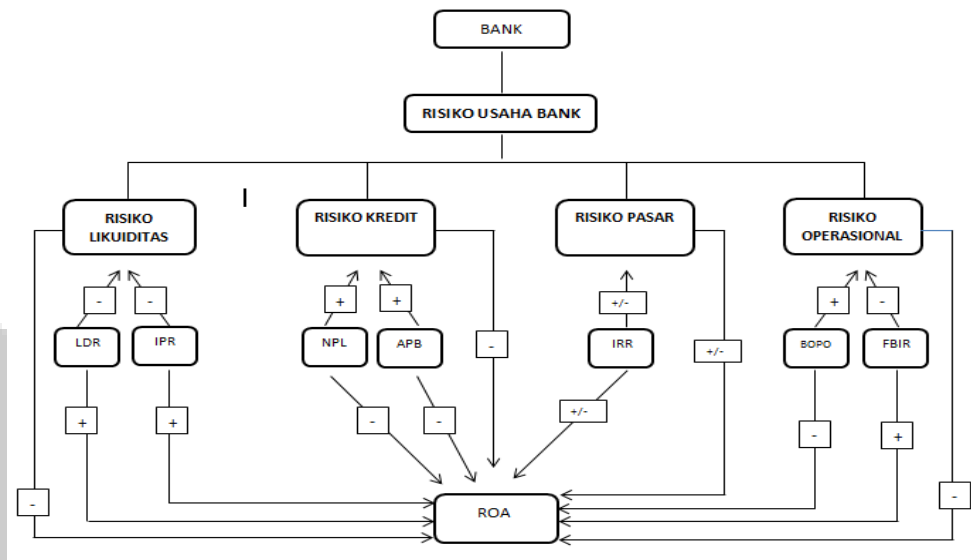 BANK
RISIKO USAHA BANK
RISIKO
LIKUIDITAS
RISIKO KREDIT
RISIKO PASAR
RISIKO
OPERASIONAL
-
-
+
+
+/-
+
-
LDR
IPR
NPL
APB
IRR
BOPO
FBIR
-
+/-
+
+
-
-
+/-
-
+
-
-
ROA